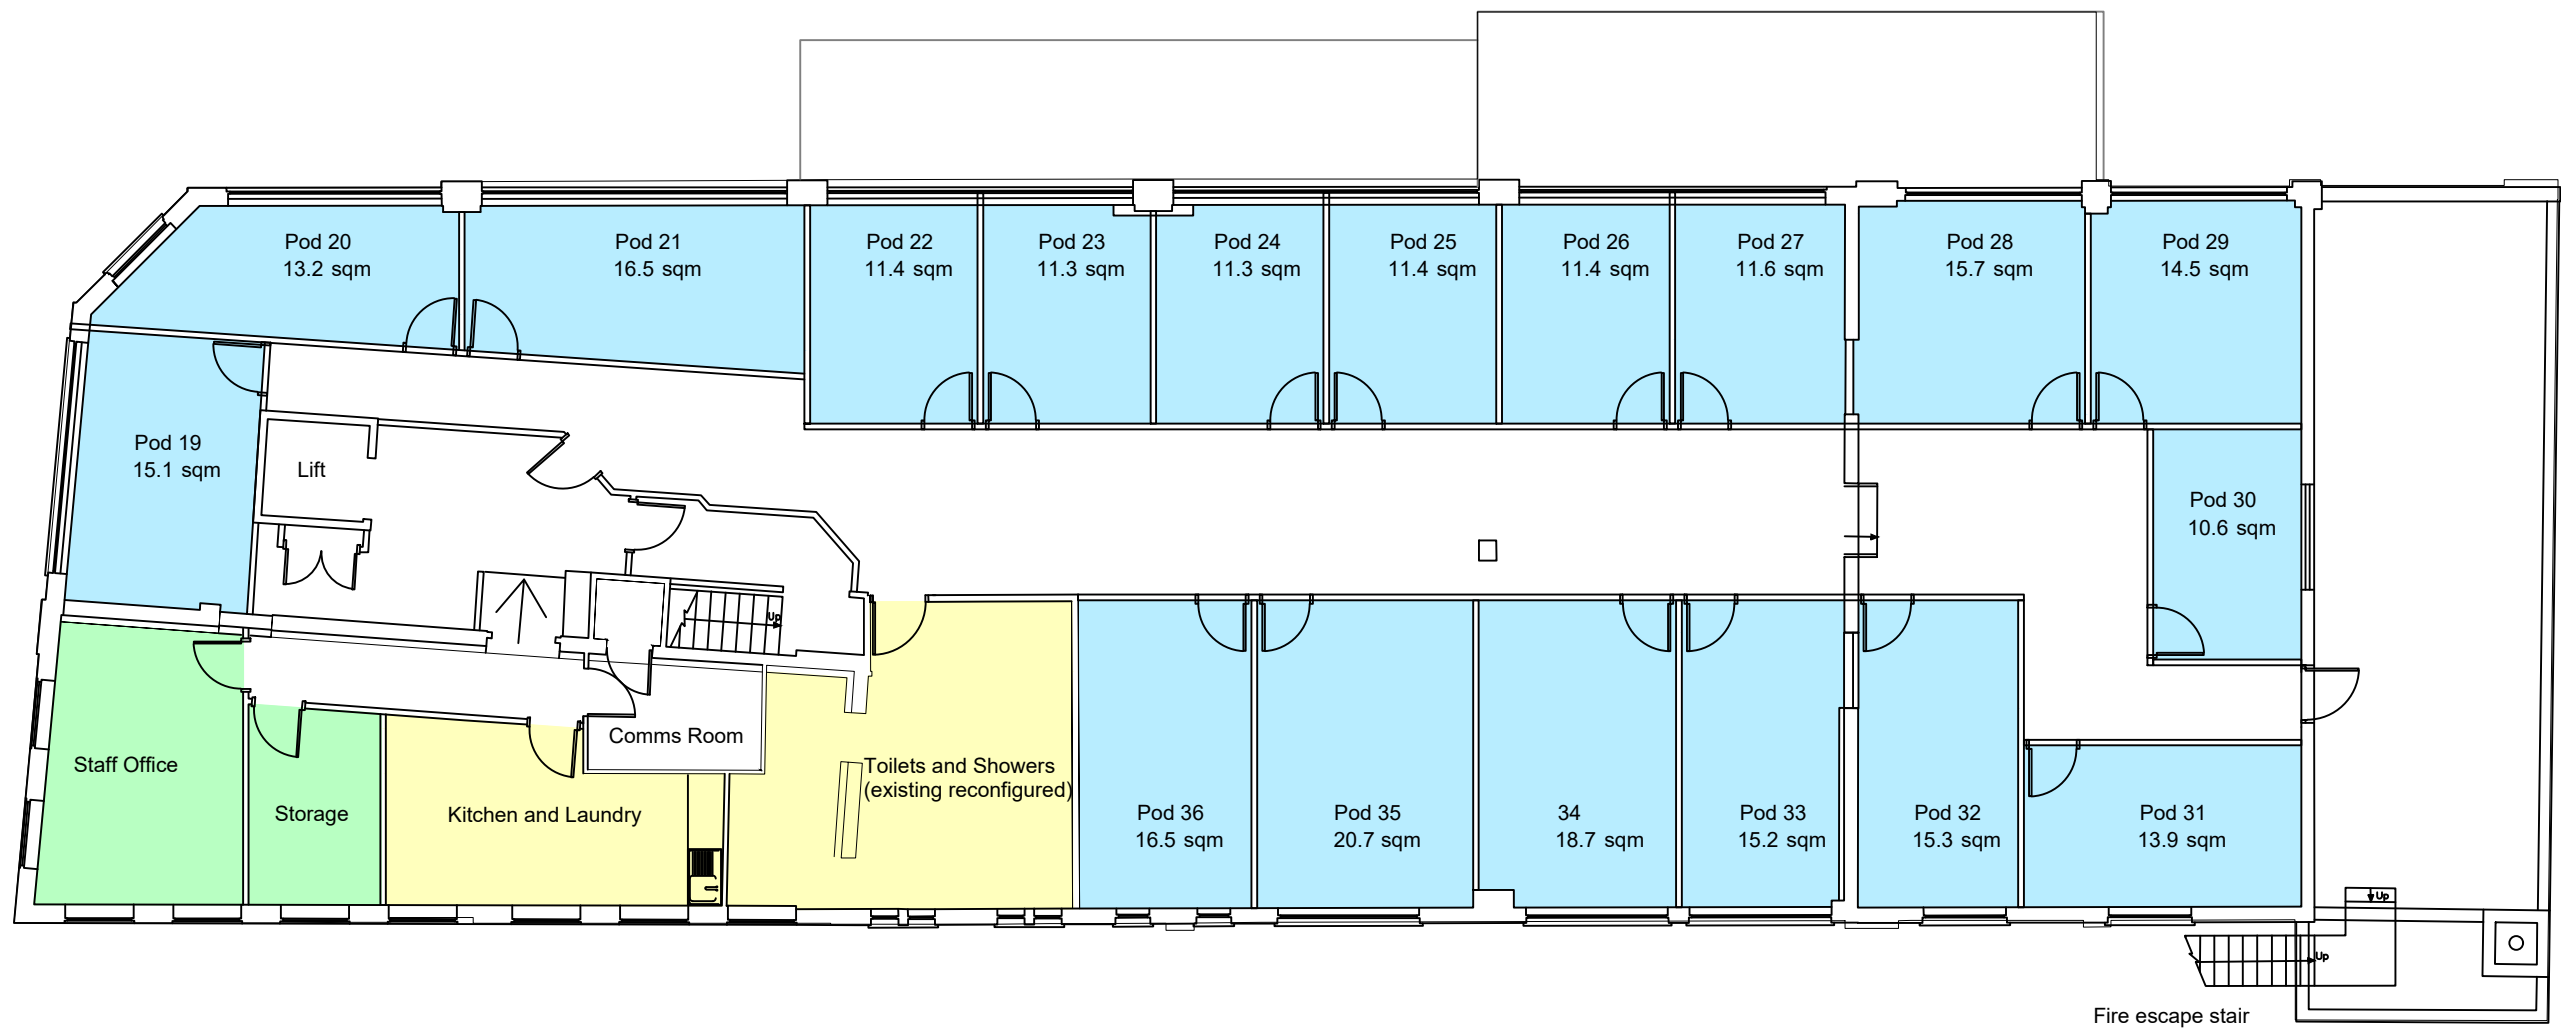 Pod 20
13.2 sqm
Pod 21
16.5 sqm
Pod 22
11.4 sqm
Pod 23
11.3 sqm
Pod 24
11.3 sqm
Pod 25
11.4 sqm
Pod 26
11.4 sqm
Pod 27
11.6 sqm
Pod 28
15.7 sqm
Pod 29
14.5 sqm
Pod 19
15.1 sqm
Lift
Pod 30
10.6 sqm
Up
Comms Room
Staff Office
Storage
Kitchen and Laundry
Toilets and Showers
(existing reconfigured)
Pod 36
16.5 sqm
Pod 35
20.7 sqm
34
18.7 sqm
Pod 33
15.2 sqm
Pod 32
15.3 sqm
Pod 31
13.9 sqm
Up
Up
Fire escape stair